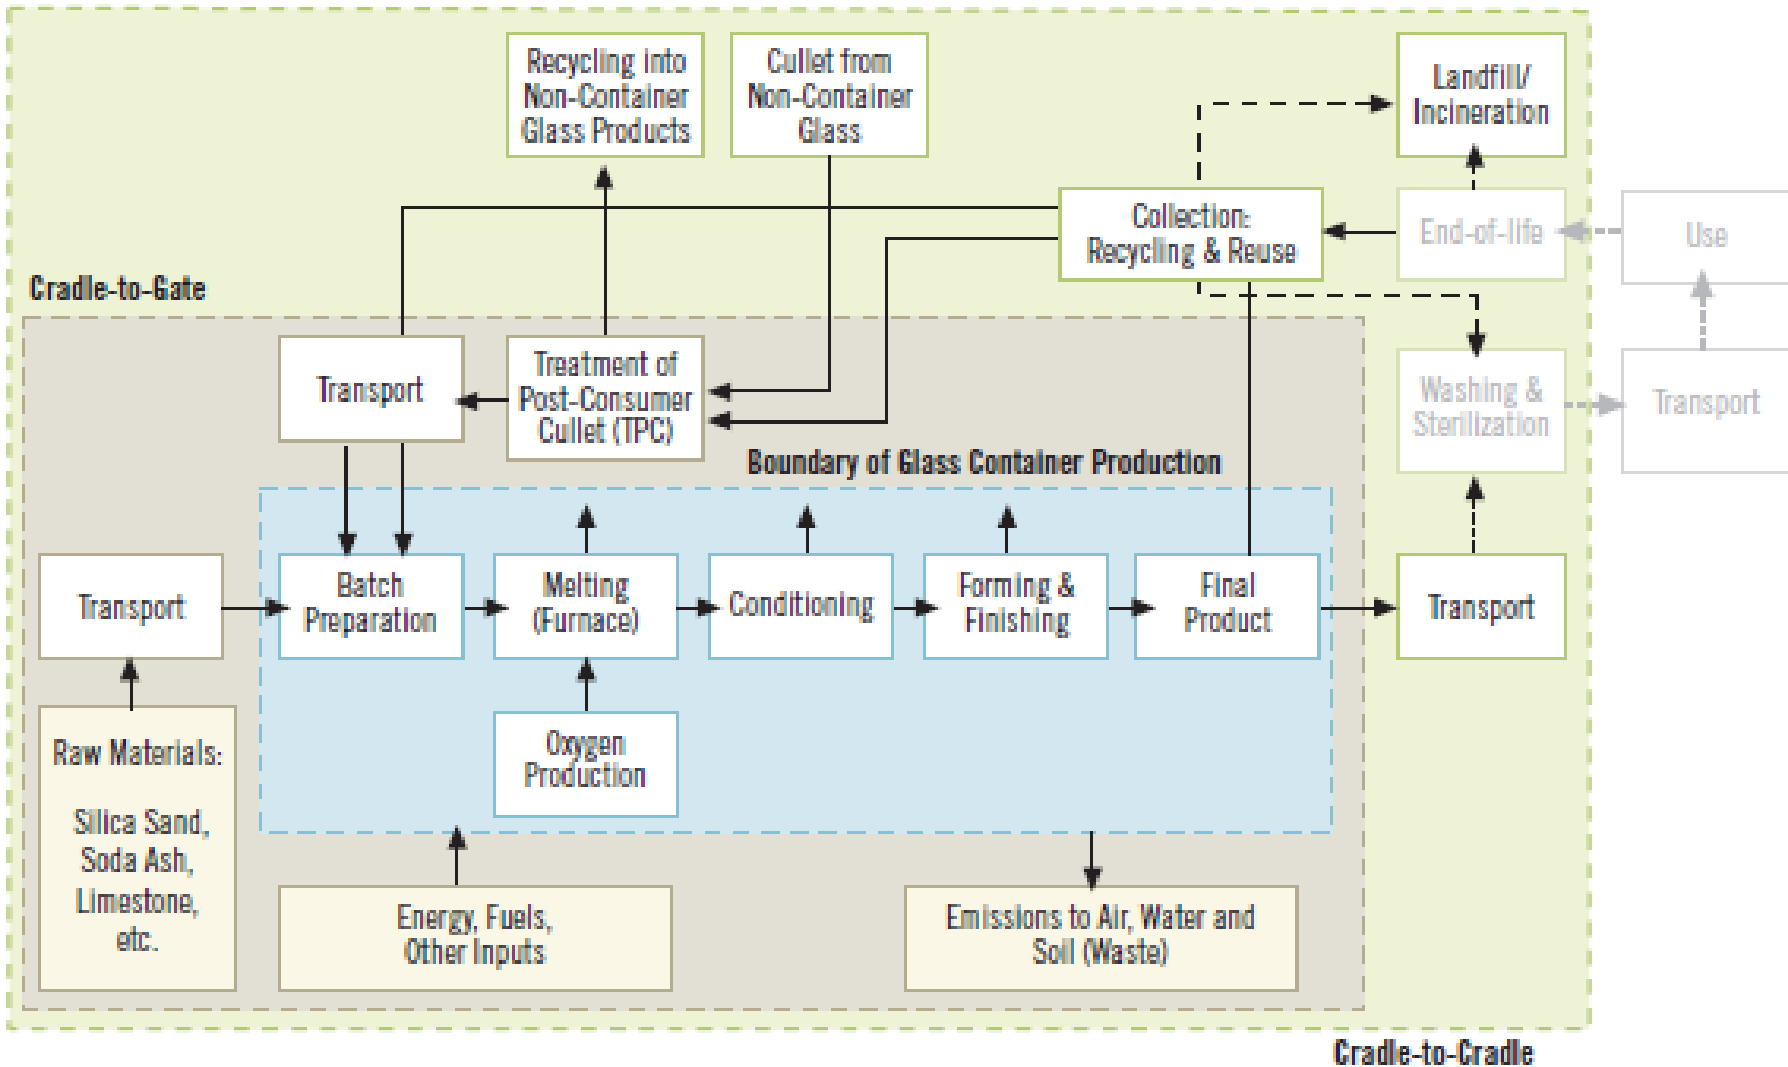 Recycling into
Non-Container
Glass Products
Cullet from
Non-Container
Glass
Landfill/
Incineration
Collection:
Recycling & Reuse
End-of-life
Use
Cradle-to-Gate
Transport
Treatment of
Post-Consumer
Cullet (TPC)
Washing &
Sterilization
Transport
Boundary of Glass Container Production
Transport
Batch
Preparation
Melting
(Furnace)
Conditioning
Forming &
Finishing
Final
Product
Transport
Raw Materials:
Silica Sand,
Soda Ash,
Limestone,
etc.
Oxygen
Production
Energy, Fuels,
Other Inputs
Emissions to Air, Water and
Soil (Waste)
Cradle-to-Cradle